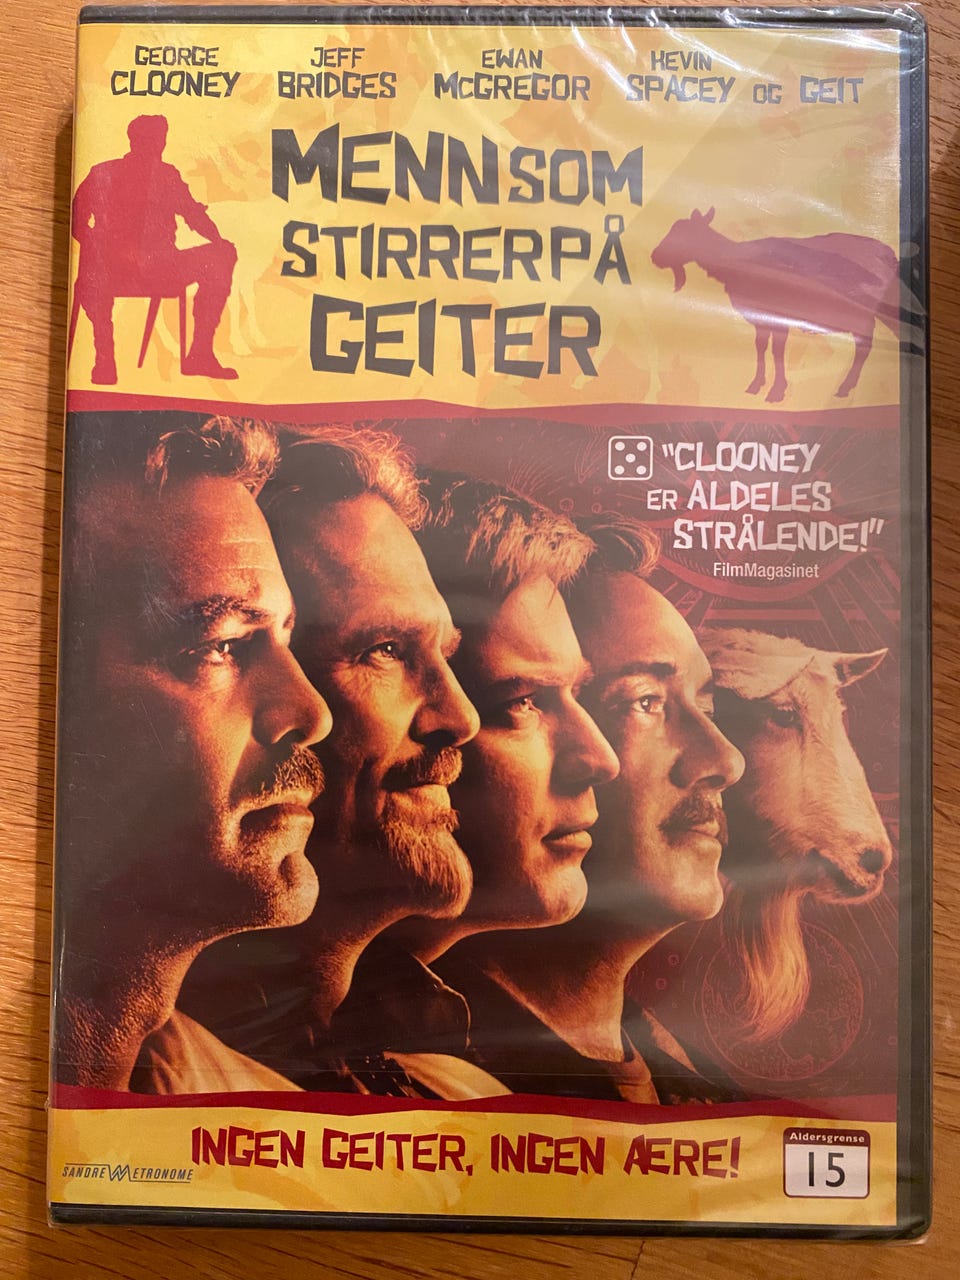 GEORGE CLOONEY
JEFF BRIDGES
EWAN McGREGOR
KEVIN SPACEY OG GEIT
MENN SOM
STIRRER PÅ
GEITER
"CLOONEY
ER ALDELES
STRÅLENDE!"
FilmMagasinet
INGEN GEITER, INGEN ÆRE!
SANDREW METRONOME
Aldersgrense
15